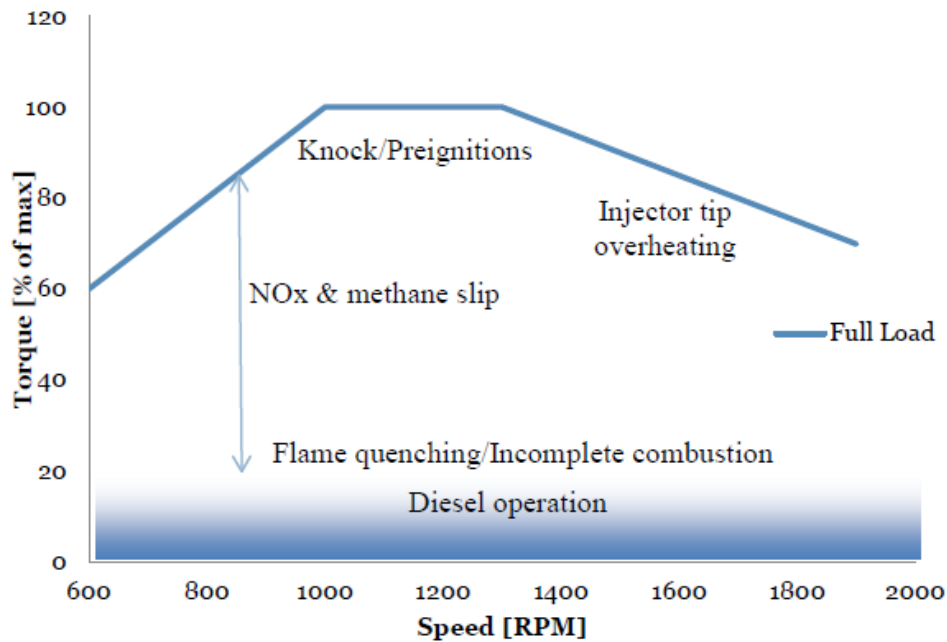 120
100
Knock/Preignitions
80
Injector tip
overheating
60
NOx & methane slip
Full Load
40
Flame quenching/Incomplete combustion
20
Diesel operation
0
600 800 1000 1200 1400 1600 1800 2000
Speed [RPM]
Torque [% of max]